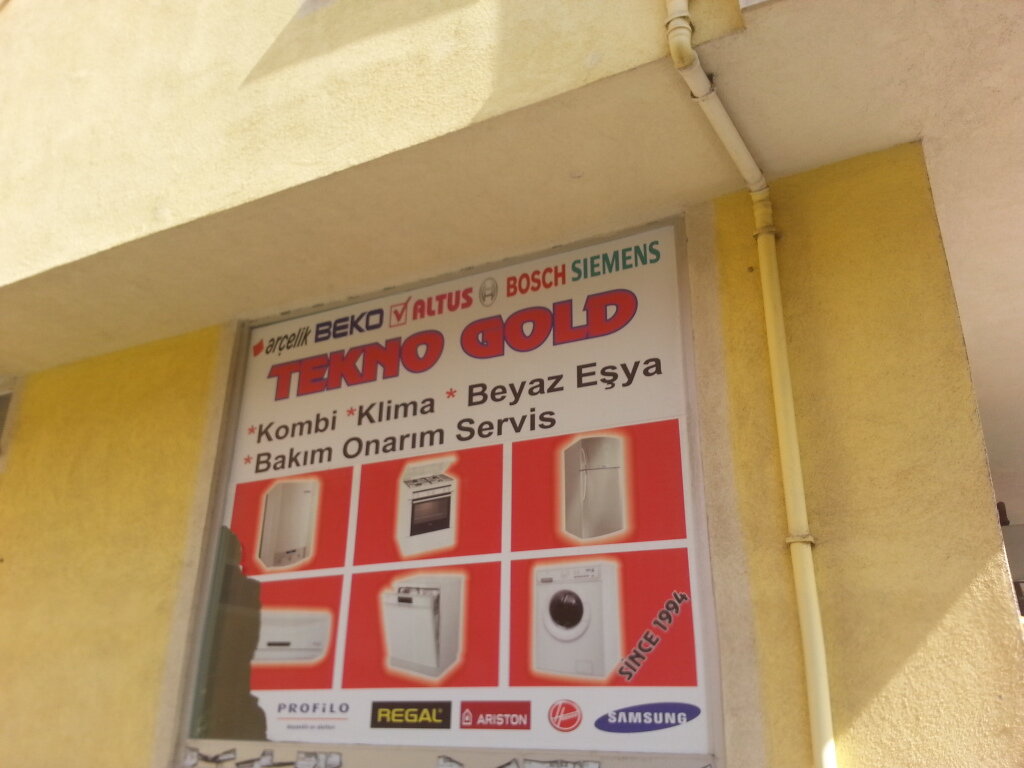 arçelik BEKO ALTUS BOSCH SIEMENS
TEKNO GOLD
*Kombi *Klima * Beyaz Eşya
*Bakım Onarım Servis
SINCE 1994
PROFiLO REGAL ARISTON Hoover SAMSUNG